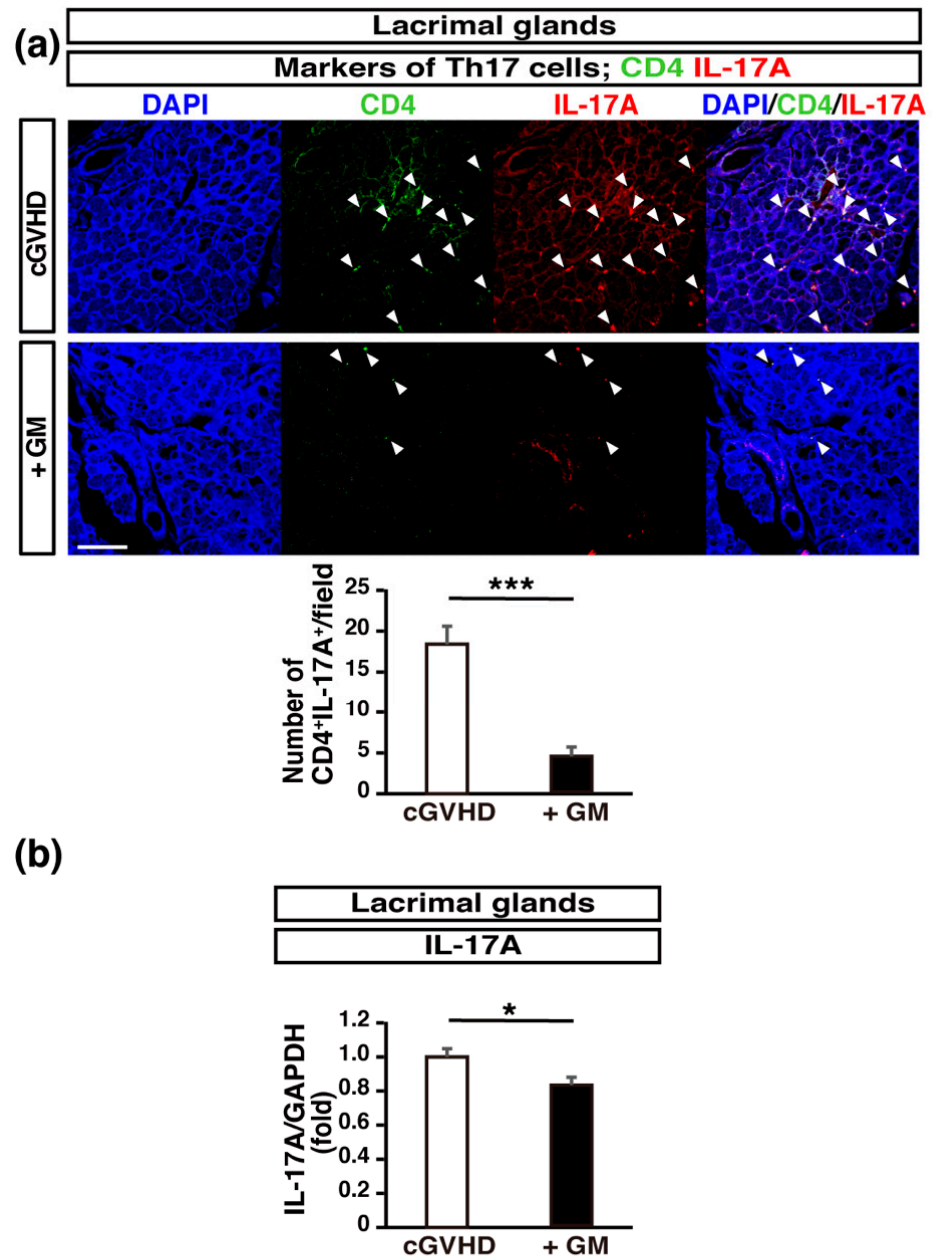 (a)
Lacrimal glands
Markers of Th17 cells; CD4 IL-17A
DAPI CD4 IL-17A DAPI/CD4/IL-17A
cGVHD
+ GM
Number of
CD4⁺IL-17A⁺/field
25
20
15
10
5
0
***
cGVHD + GM
(b)
Lacrimal glands
IL-17A
IL-17A/GAPDH
(fold)
1.2
1.0
0.8
0.6
0.4
0.2
0
*
cGVHD + GM